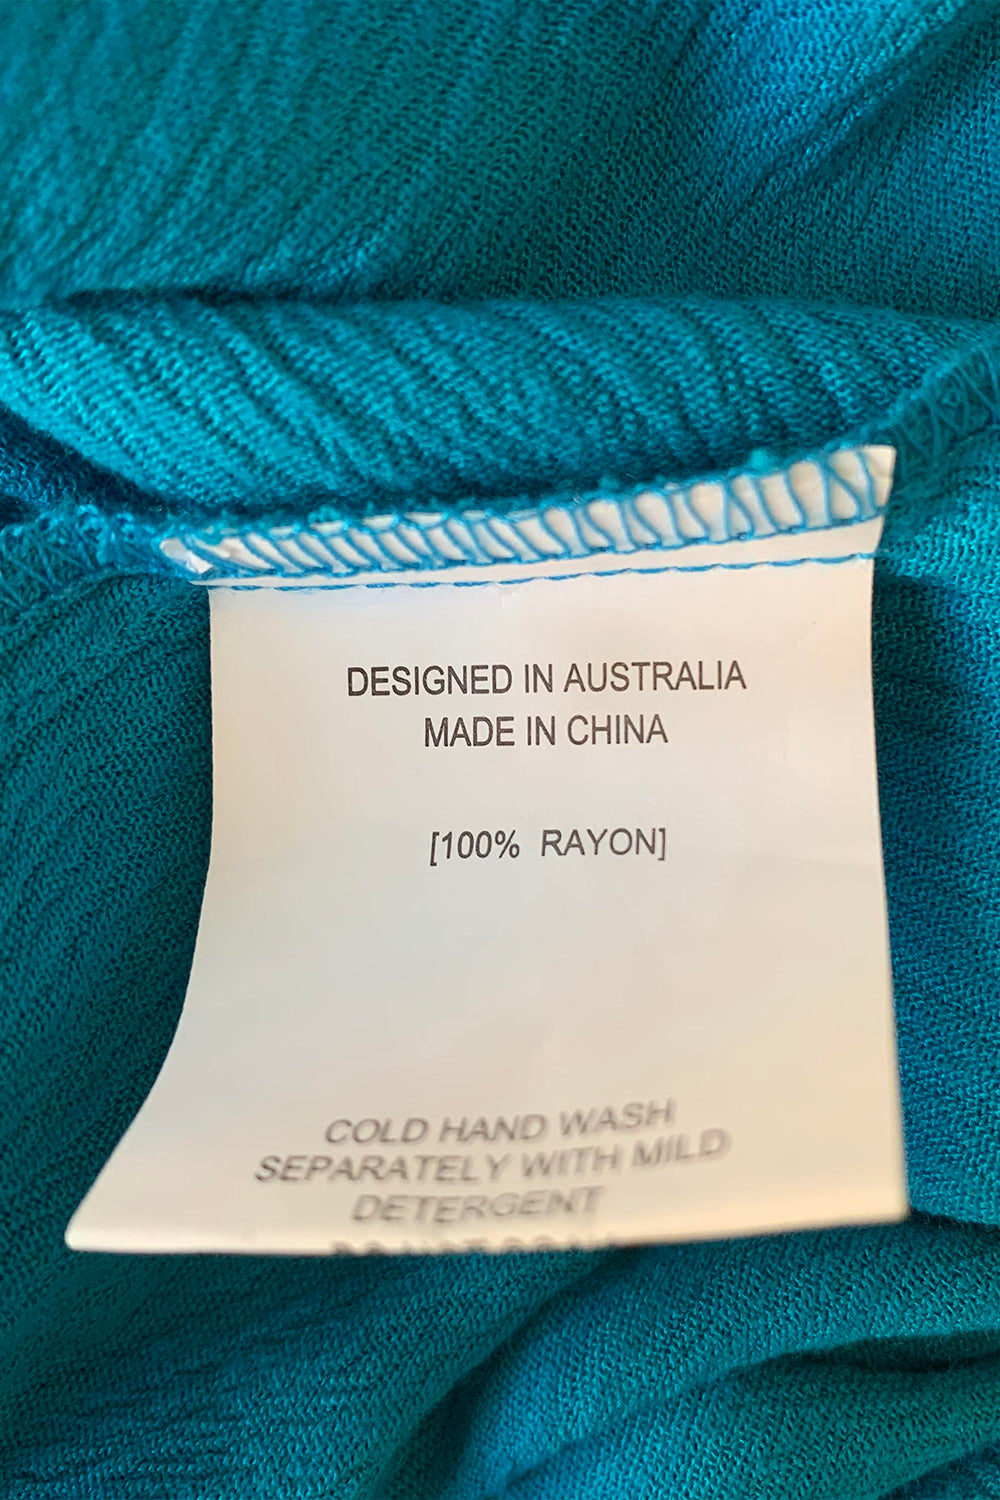 DESIGNED IN AUSTRALIA
MADE IN CHINA
[100% RAYON]
COLD HAND WASH
SEPARATELY WITH MILD
DETERGENT